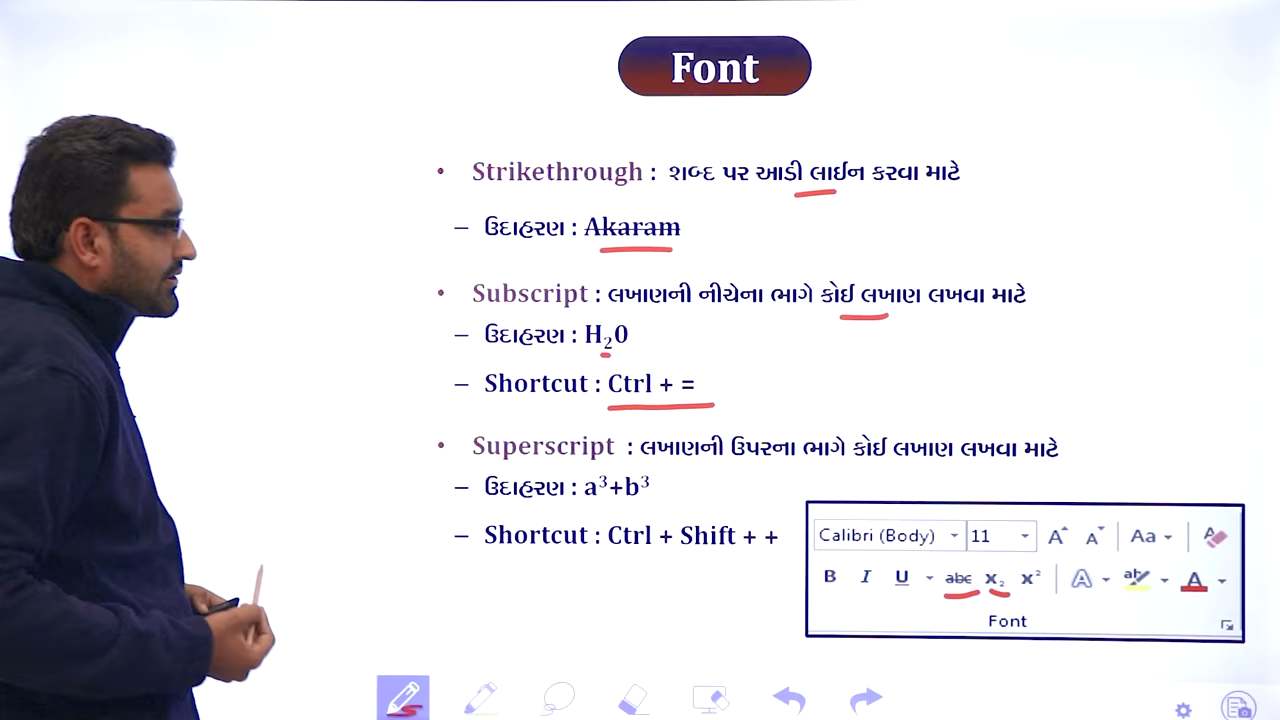 Font
• Strikethrough : શબ્દ પર આડી લાઈન કરવા માટે
– ઉદાહરણ : Akaram
• Subscript : લખાણની નીચેના ભાગે કોઈ લખાણ લખવા માટે
– ઉદાહરણ : H₂0
– Shortcut : Ctrl + =
• Superscript : લખાણની ઉપરના ભાગે કોઈ લખાણ લખવા માટે
– ઉદાહરણ : a³+b³
– Shortcut : Ctrl + Shift + +
Calibri (Body) 11 A A Aa A
B I U abc x₂ x² A ab A
Font